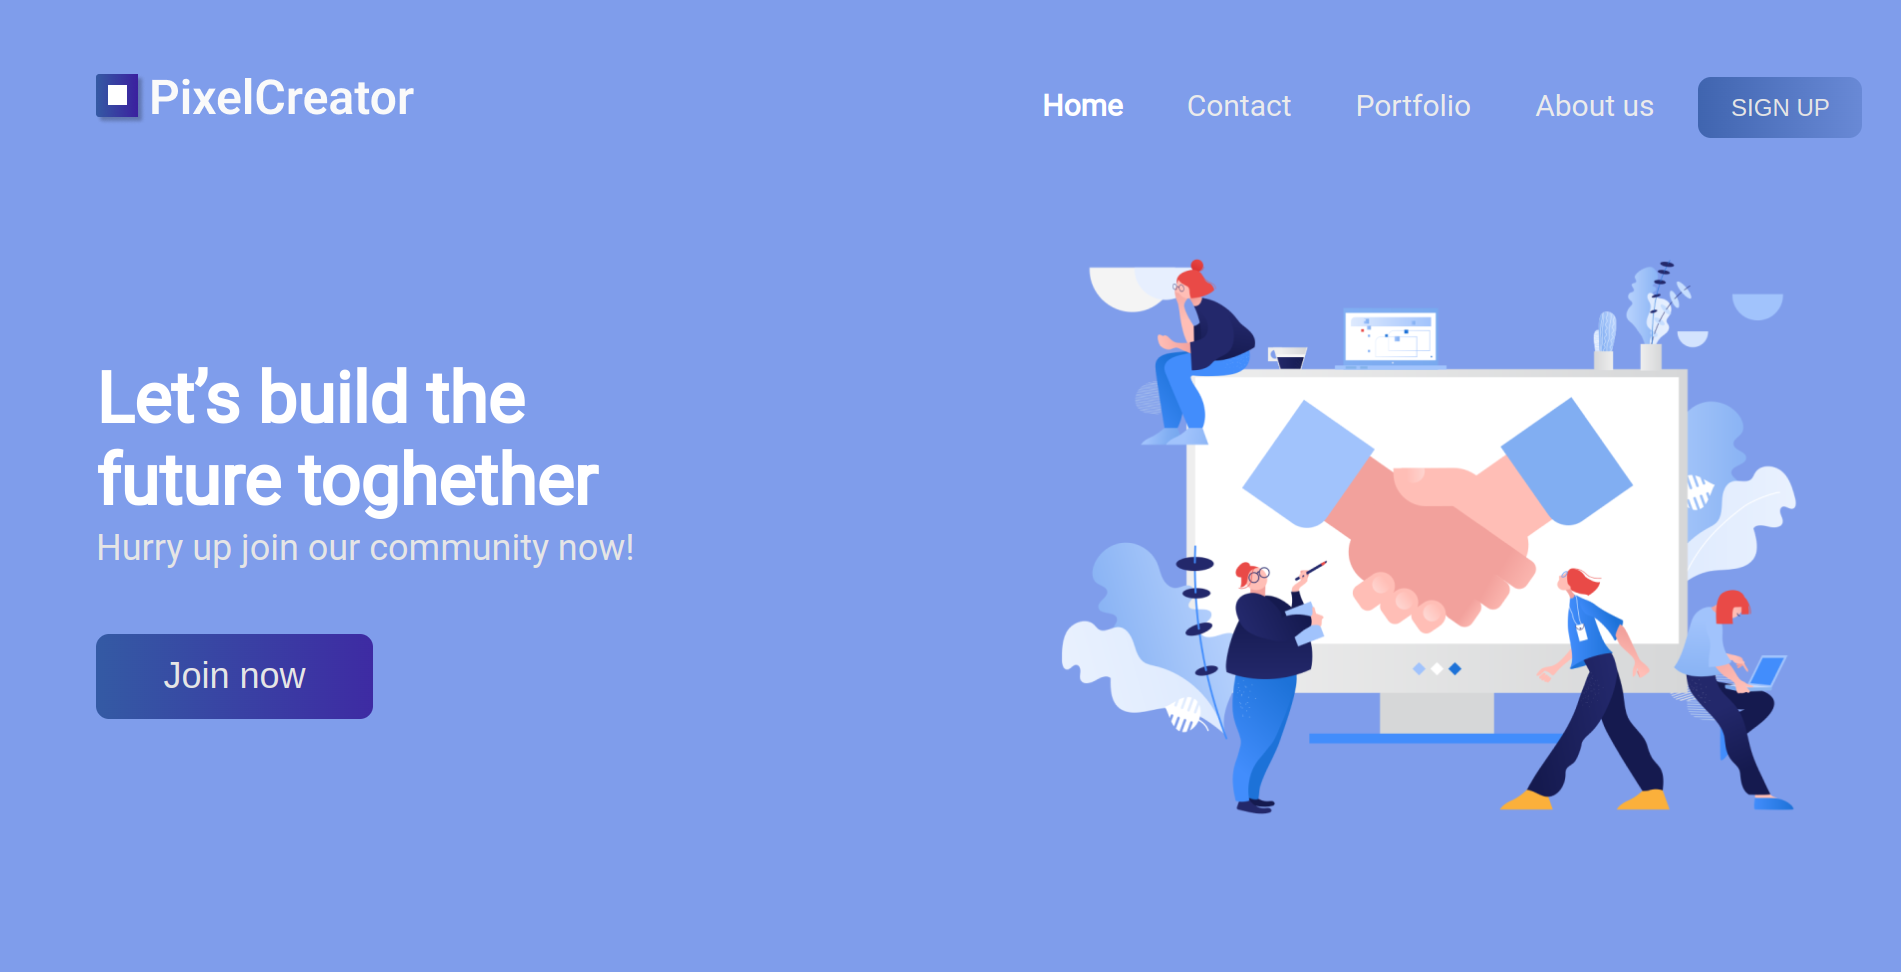 PixelCreator
Home Contact Portfolio About us SIGN UP
Let’s build the
future toghether
Hurry up join our community now!
Join now